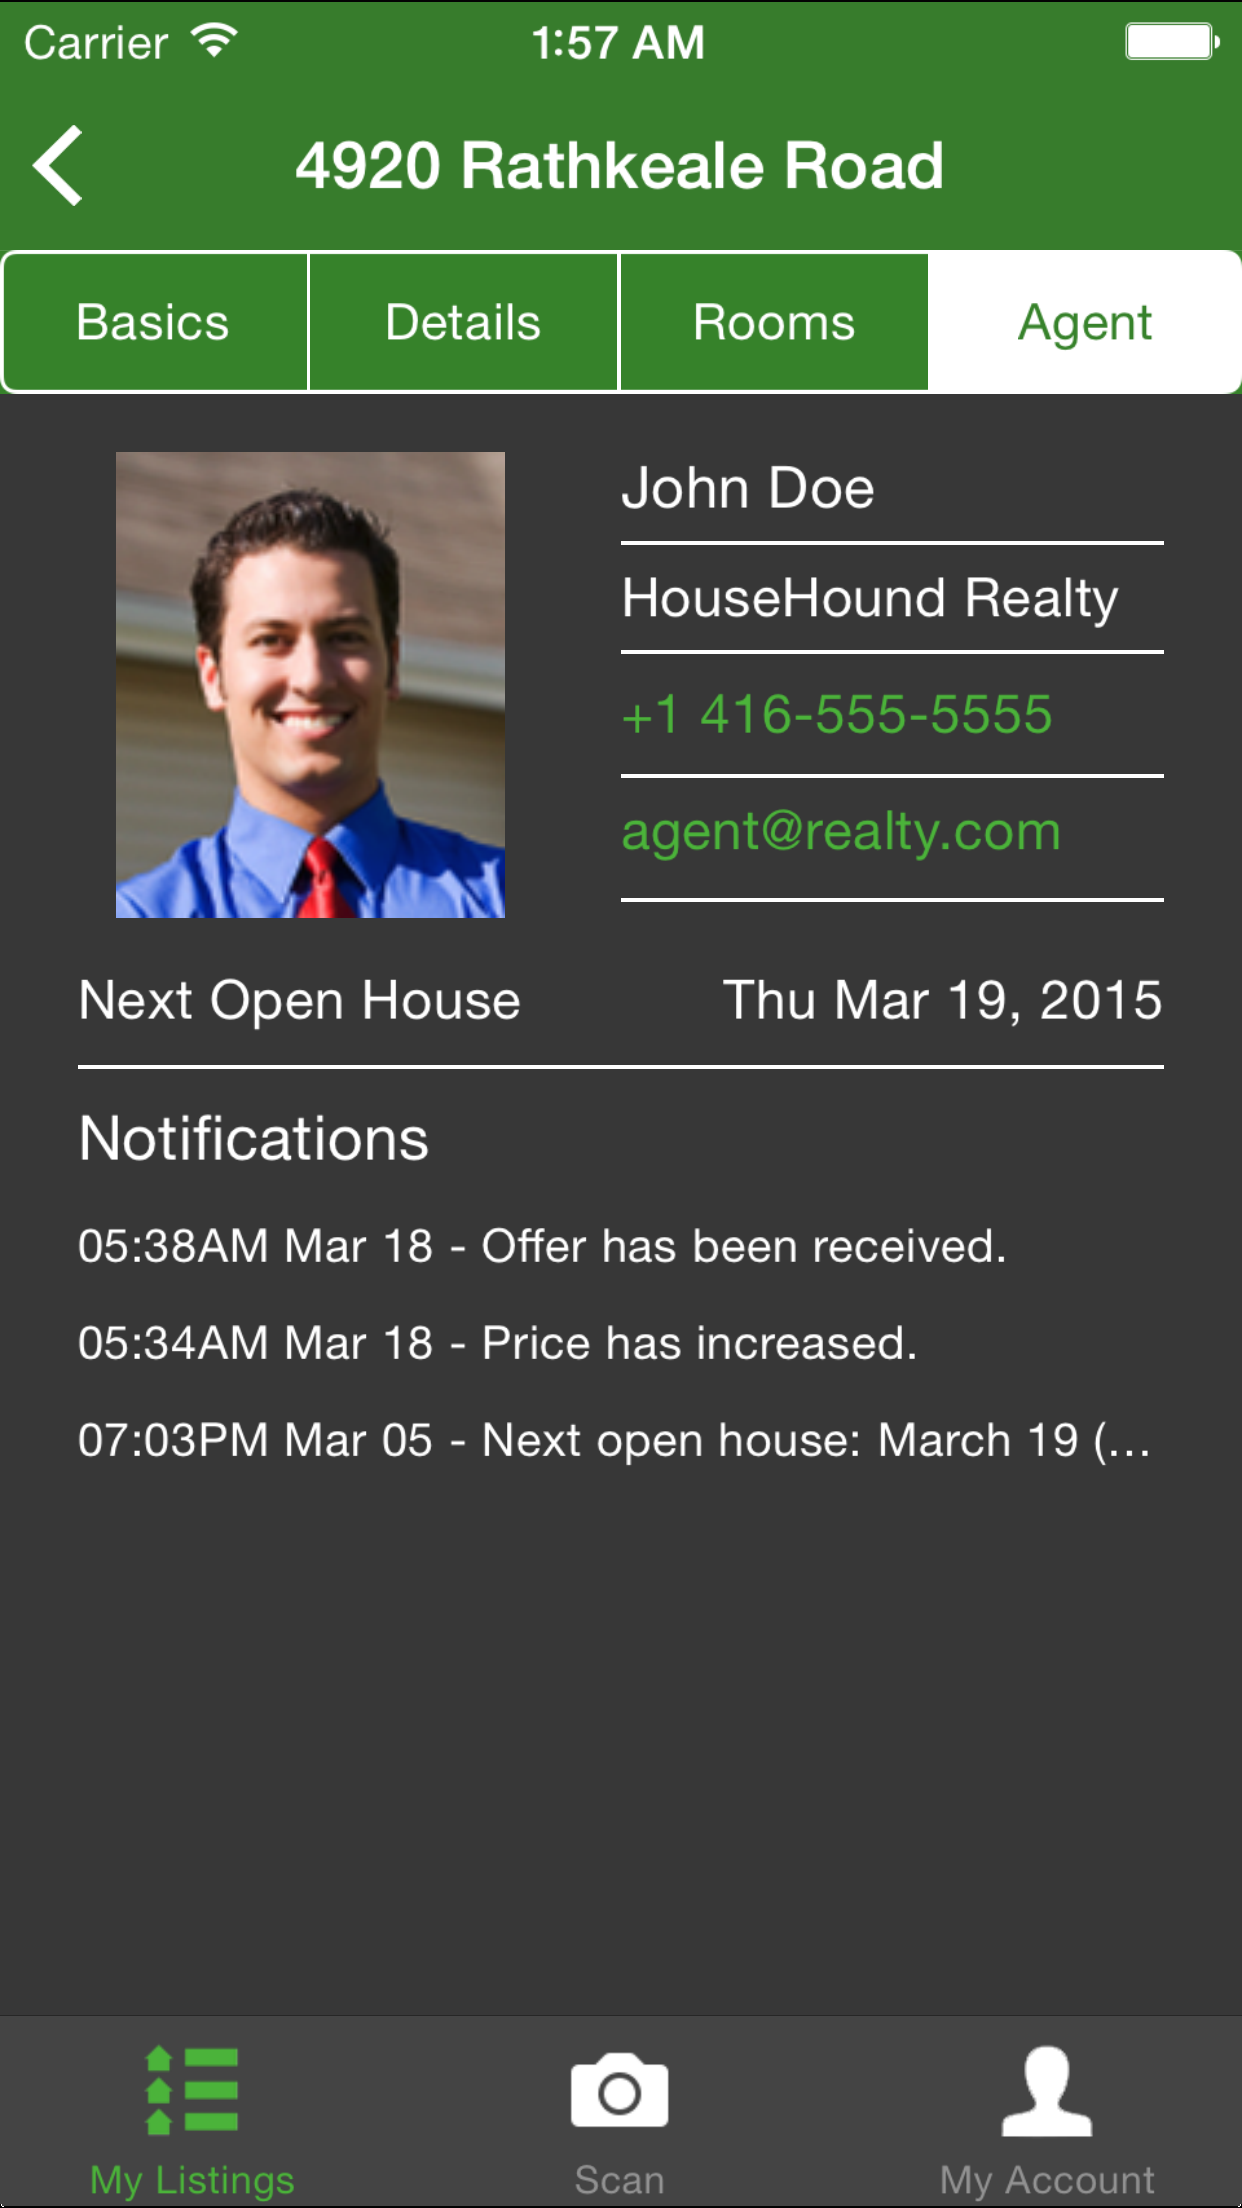 Carrier 1:57 AM
4920 Rathkeale Road
Basics Details Rooms Agent
John Doe
HouseHound Realty
+1 416-555-5555
agent@realty.com
Next Open House Thu Mar 19, 2015
Notifications
05:38AM Mar 18 - Offer has been received.
05:34AM Mar 18 - Price has increased.
07:03PM Mar 05 - Next open house: March 19 (...
My Listings Scan My Account